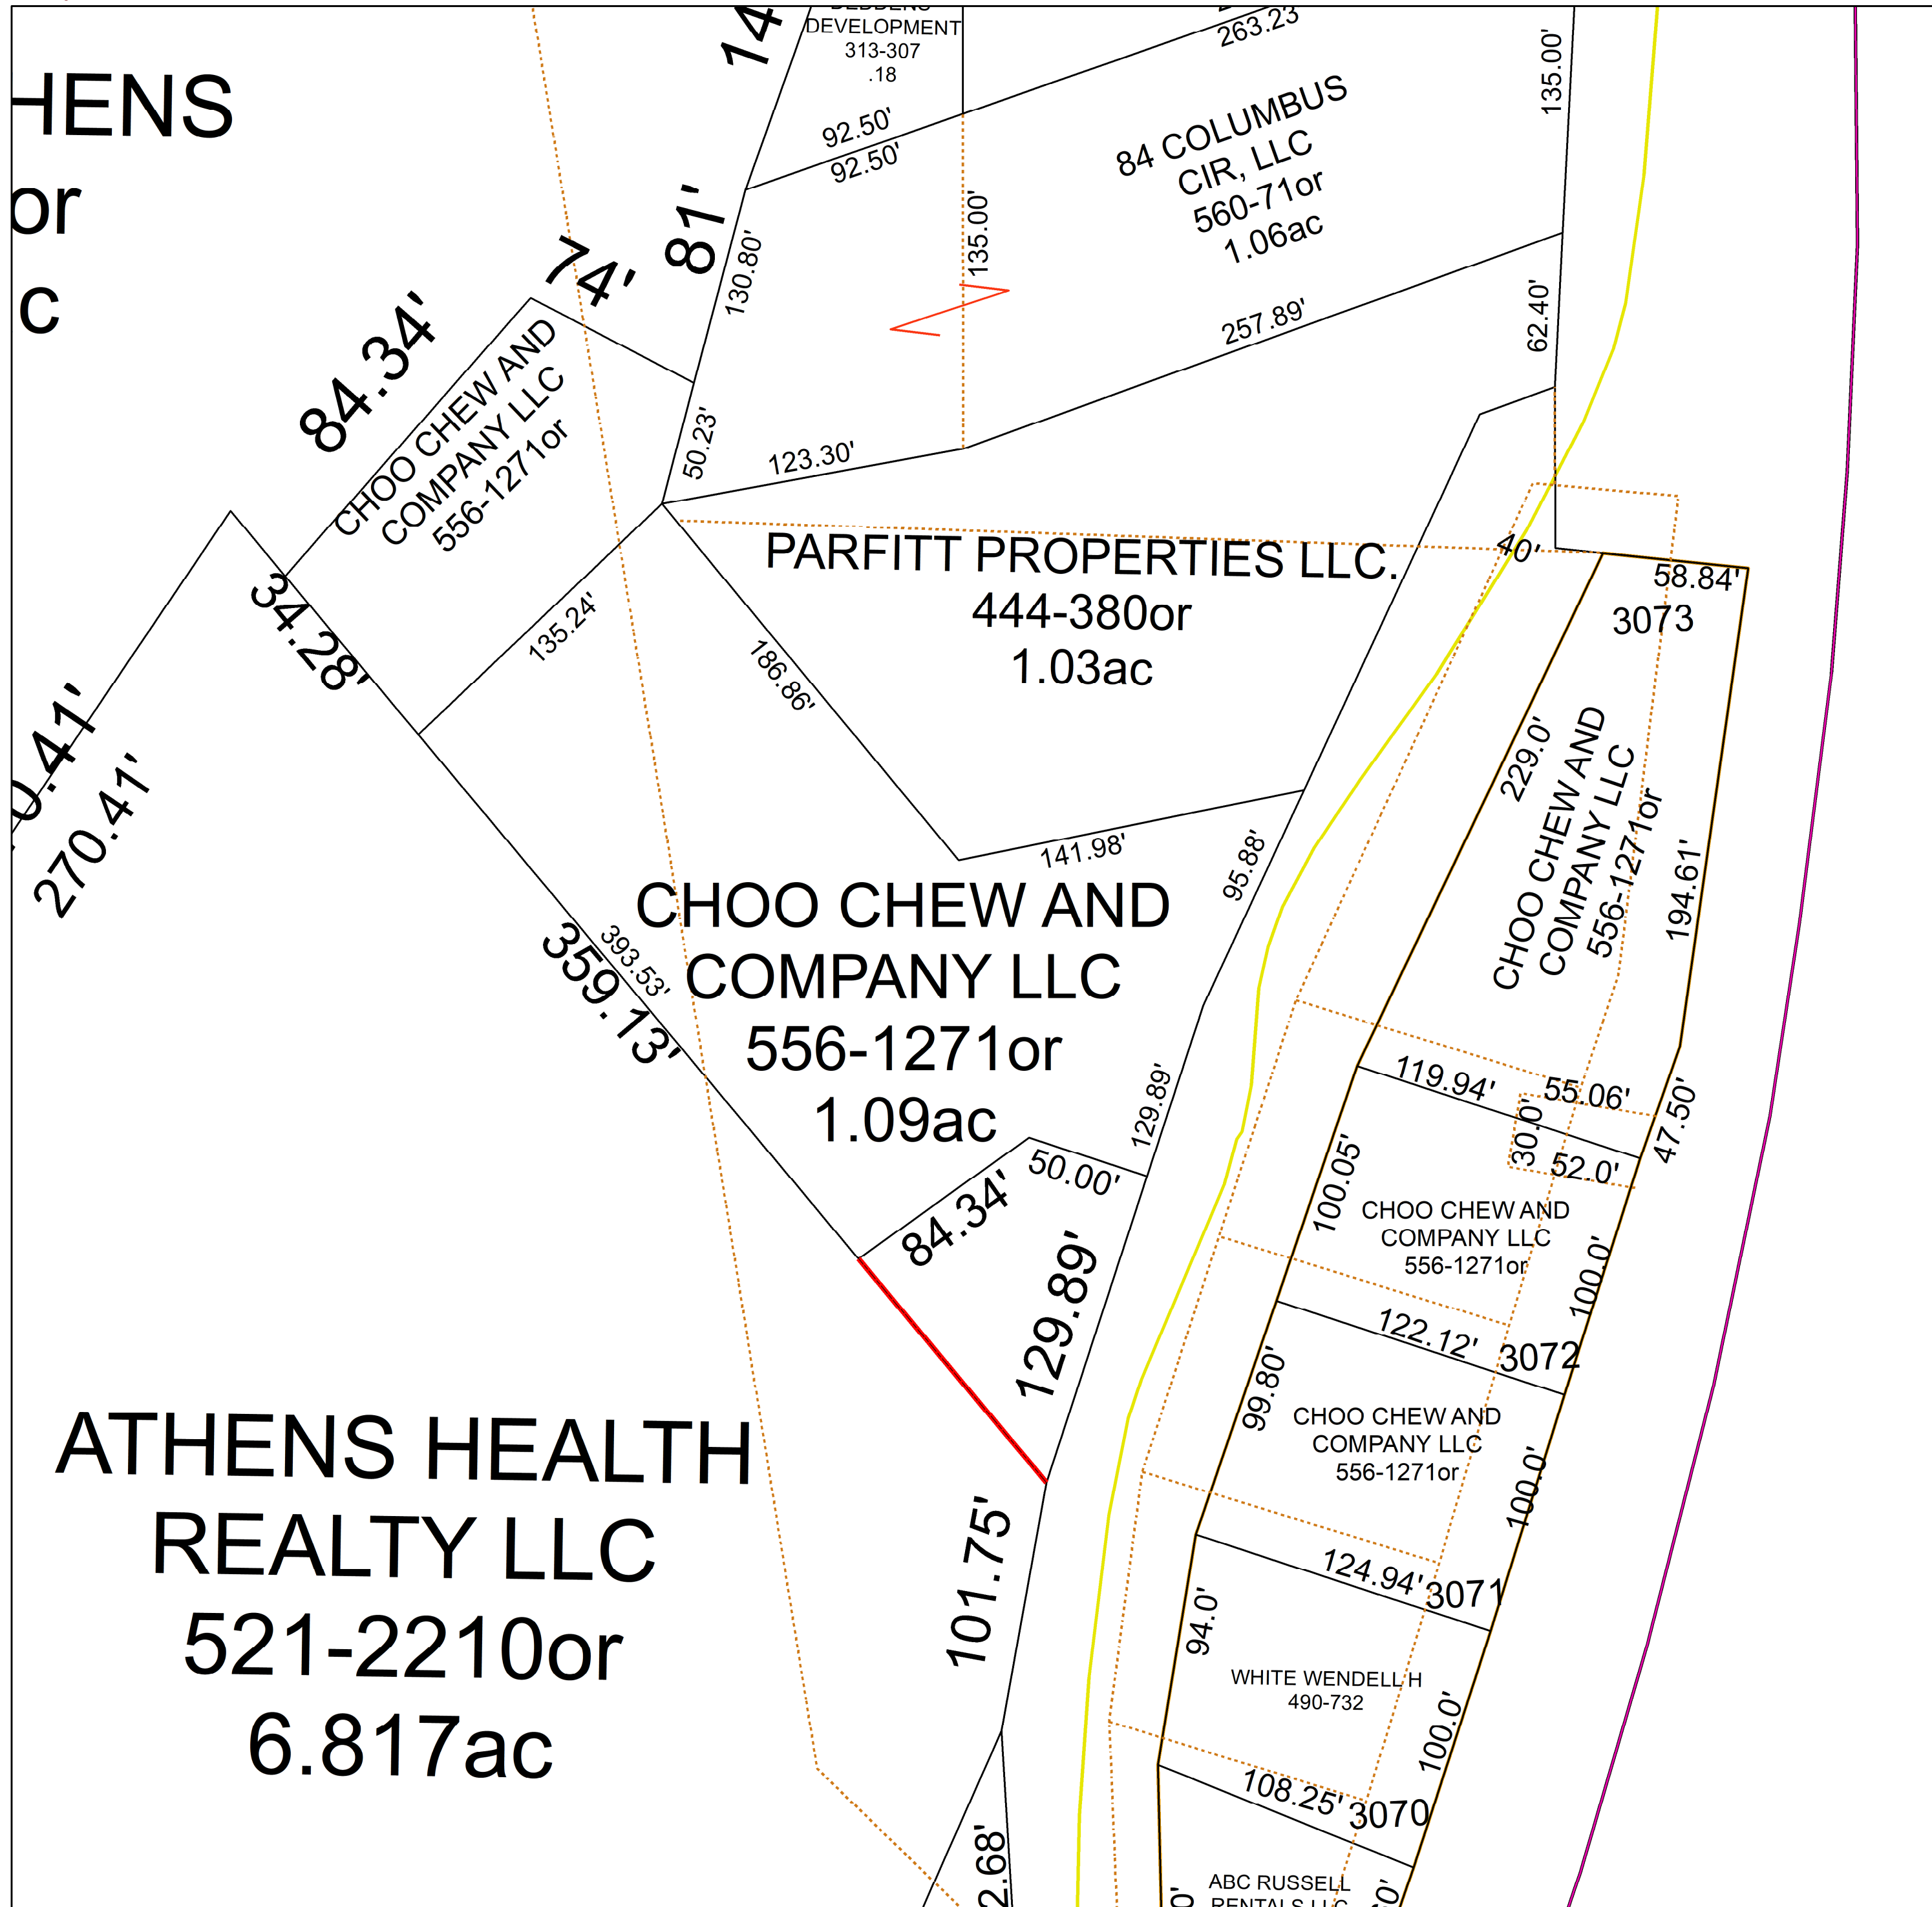 DEVELOPMENT
313-307
.18
263.23
14
135.00'
HENS
or
c
92.50'
92.50'
84 COLUMBUS
CIR, LLC
560-71or
1.06ac
81'
74'
130.80'
135.00'
84.34'
257.89'
62.40'
CHOO CHEW AND
COMPANY LLC
556-1271or
50.23'
123.30'
PARFITT PROPERTIES LLC.
444-380or
1.03ac
40'
58.84'
3073
34.28'
135.24'
186.86'
0.41'
270.41'
229.0'
CHOO CHEW AND
COMPANY LLC
556-1271or
194.61'
141.98'
95.88'
CHOO CHEW AND
COMPANY LLC
556-1271or
1.09ac
393.53'
359.13'
129.89'
119.94'
55.06'
30.0'
47.50'
52.0'
50.00'
84.34'
100.05'
CHOO CHEW AND
COMPANY LLC
556-1271or
100.0'
129.89'
122.12'
3072
99.80'
CHOO CHEW AND
COMPANY LLC
556-1271or
100.0'
ATHENS HEALTH
REALTY LLC
521-2210or
6.817ac
101.75'
124.94'
3071
94.0'
WHITE WENDELL H
490-732
100.0'
108.25'
3070
2.68'
ABC RUSSELL
RENTALS LLC
0'